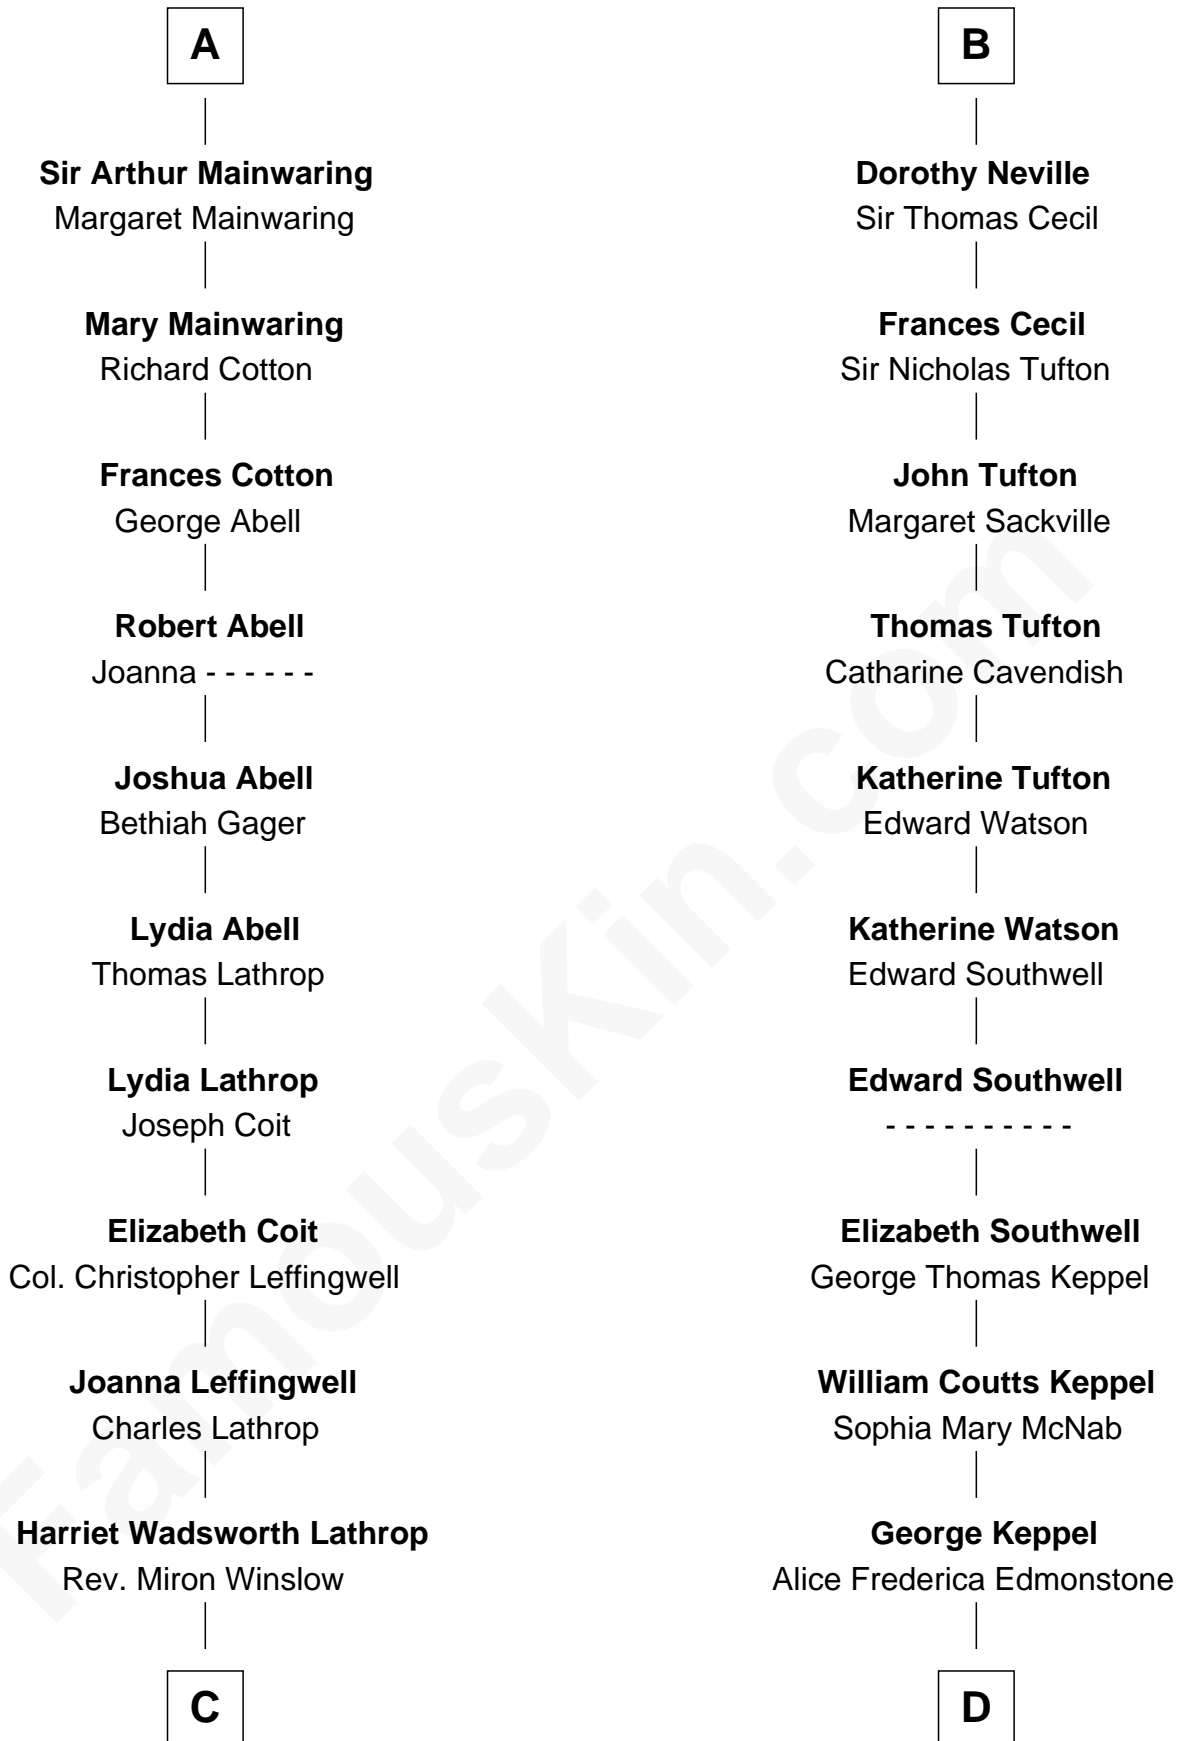 A
Sir Arthur Mainwaring
Margaret Mainwaring
Mary Mainwaring
Richard Cotton
Frances Cotton
George Abell
Robert Abell
Joanna - - - - - -
Joshua Abell
Bethiah Gager
Lydia Abell
Thomas Lathrop
Lydia Lathrop
Joseph Coit
Elizabeth Coit
Col. Christopher Leffingwell
Joanna Leffingwell
Charles Lathrop
Harriet Wadsworth Lathrop
Rev. Miron Winslow
C
B
Dorothy Neville
Sir Thomas Cecil
Frances Cecil
Sir Nicholas Tufton
John Tufton
Margaret Sackville
Thomas Tufton
Catharine Cavendish
Katherine Tufton
Edward Watson
Katherine Watson
Edward Southwell
Edward Southwell
- - - - - - - - - -
Elizabeth Southwell
George Thomas Keppel
William Coutts Keppel
Sophia Mary McNab
George Keppel
Alice Frederica Edmonstone
D
FamousKin.com